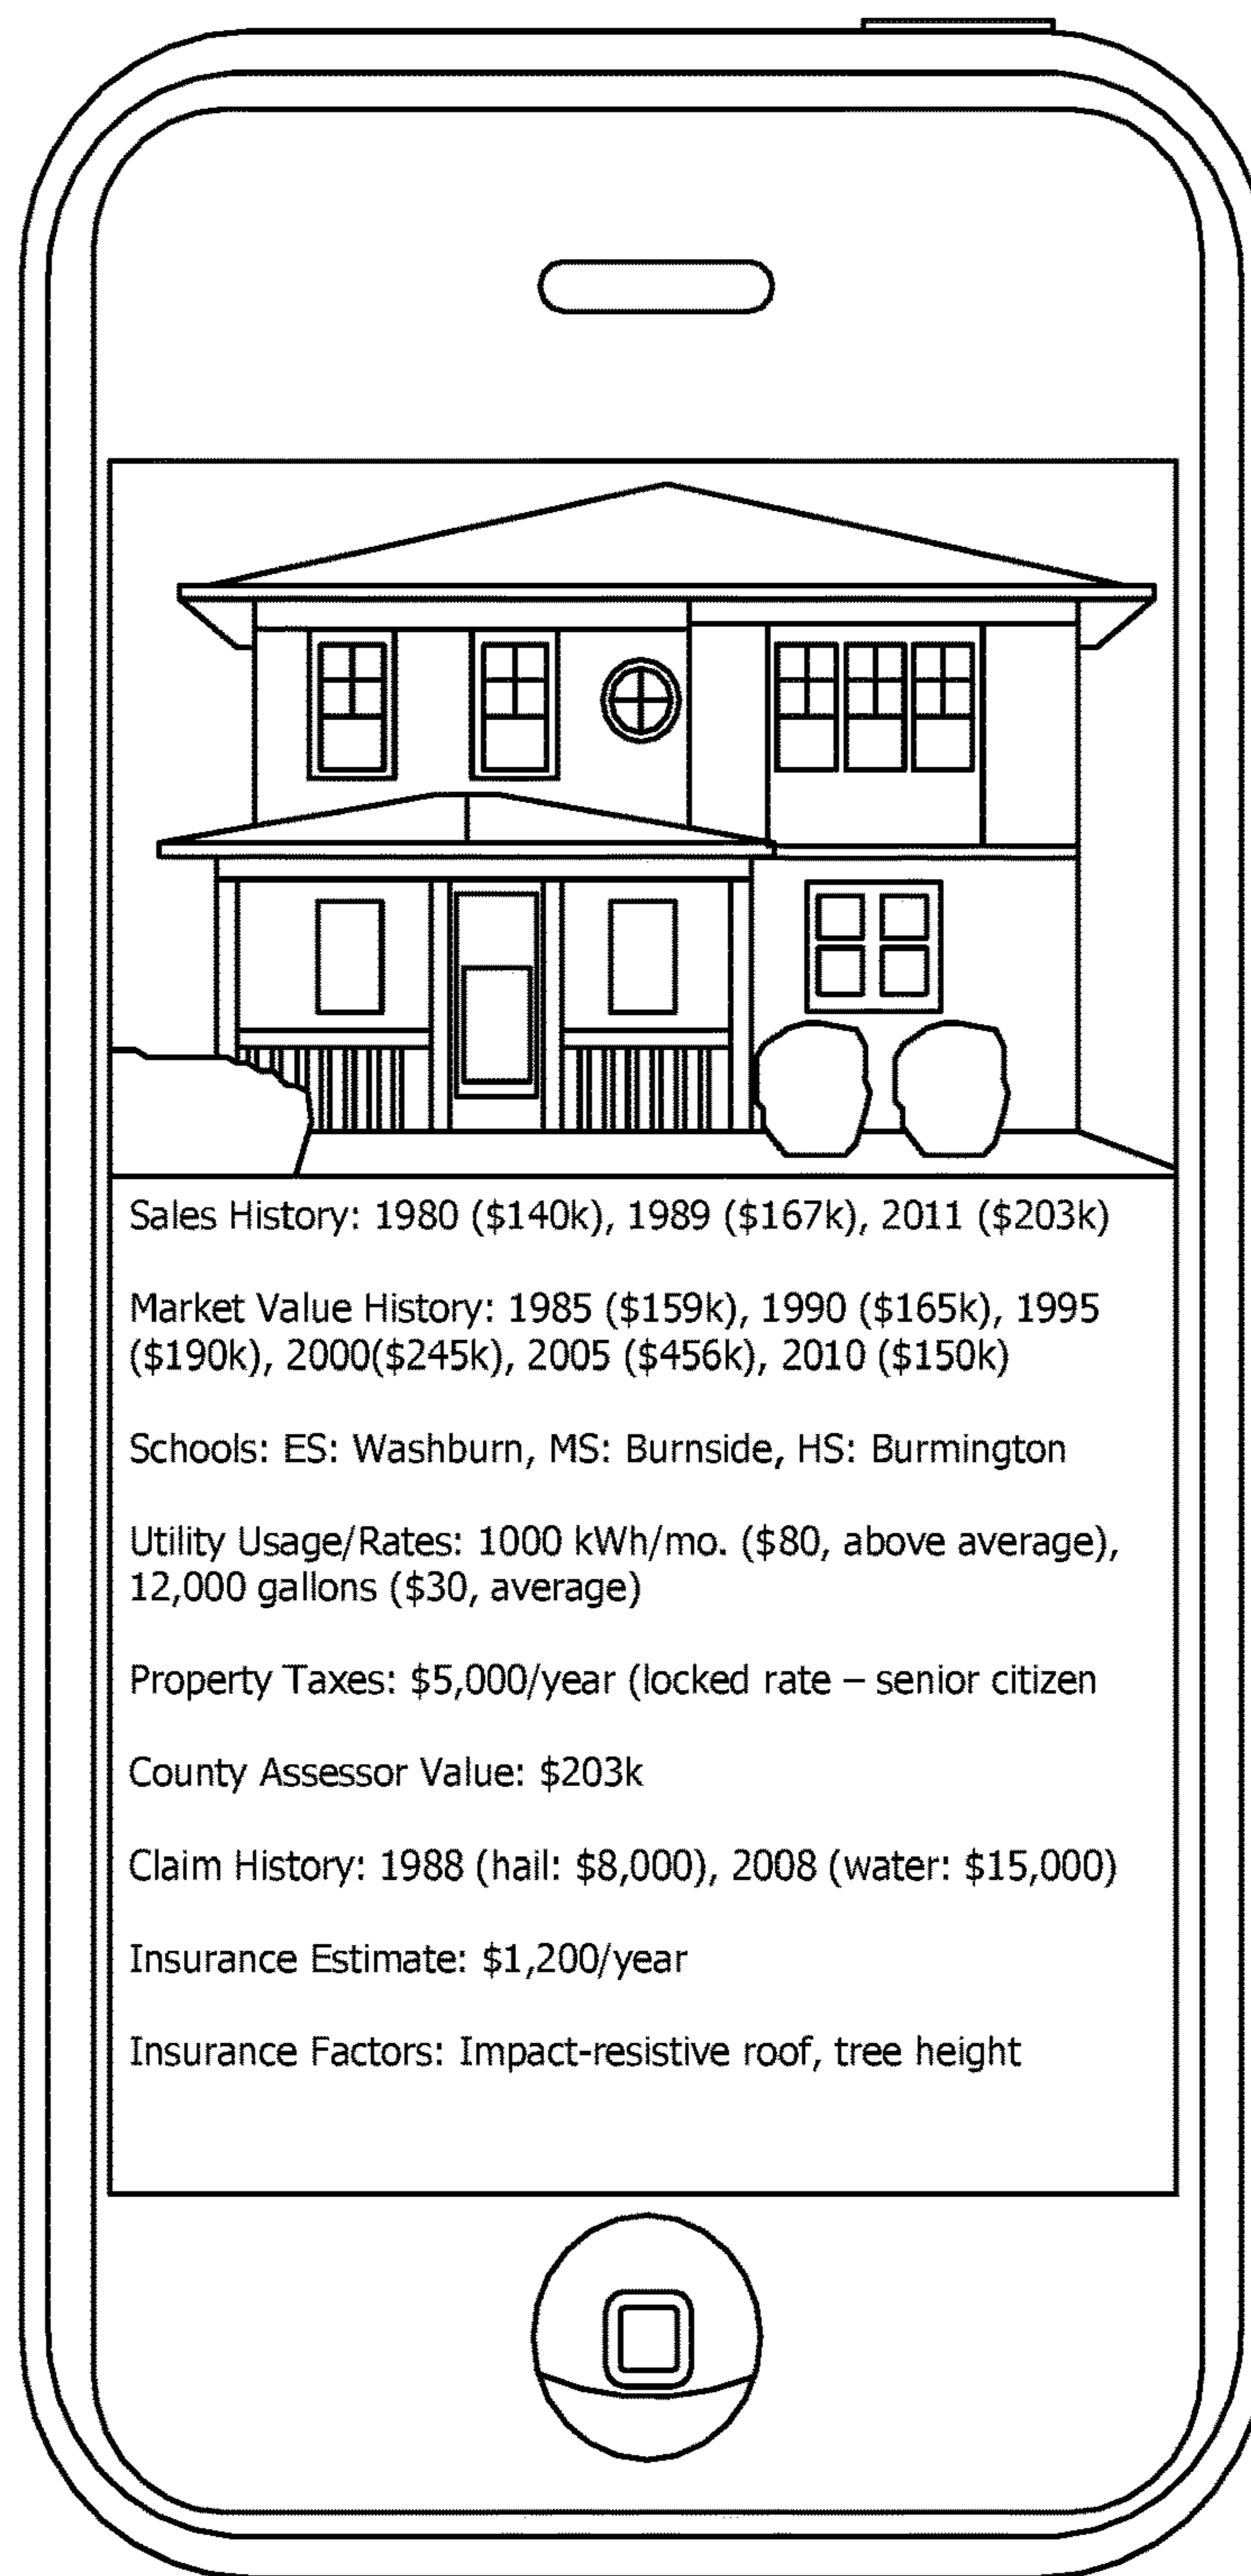 Sales History: 1980 ($140k), 1989 ($167k), 2011 ($203k)
Market Value History: 1985 ($159k), 1990 ($165k), 1995
($190k), 2000($245k), 2005 ($456k), 2010 ($150k)
Schools: ES: Washburn, MS: Burnside, HS: Burmington
Utility Usage/Rates: 1000 kWh/mo. ($80, above average),
12,000 gallons ($30, average)
Property Taxes: $5,000/year (locked rate – senior citizen
County Assessor Value: $203k
Claim History: 1988 (hail: $8,000), 2008 (water: $15,000)
Insurance Estimate: $1,200/year
Insurance Factors: Impact-resistive roof, tree height